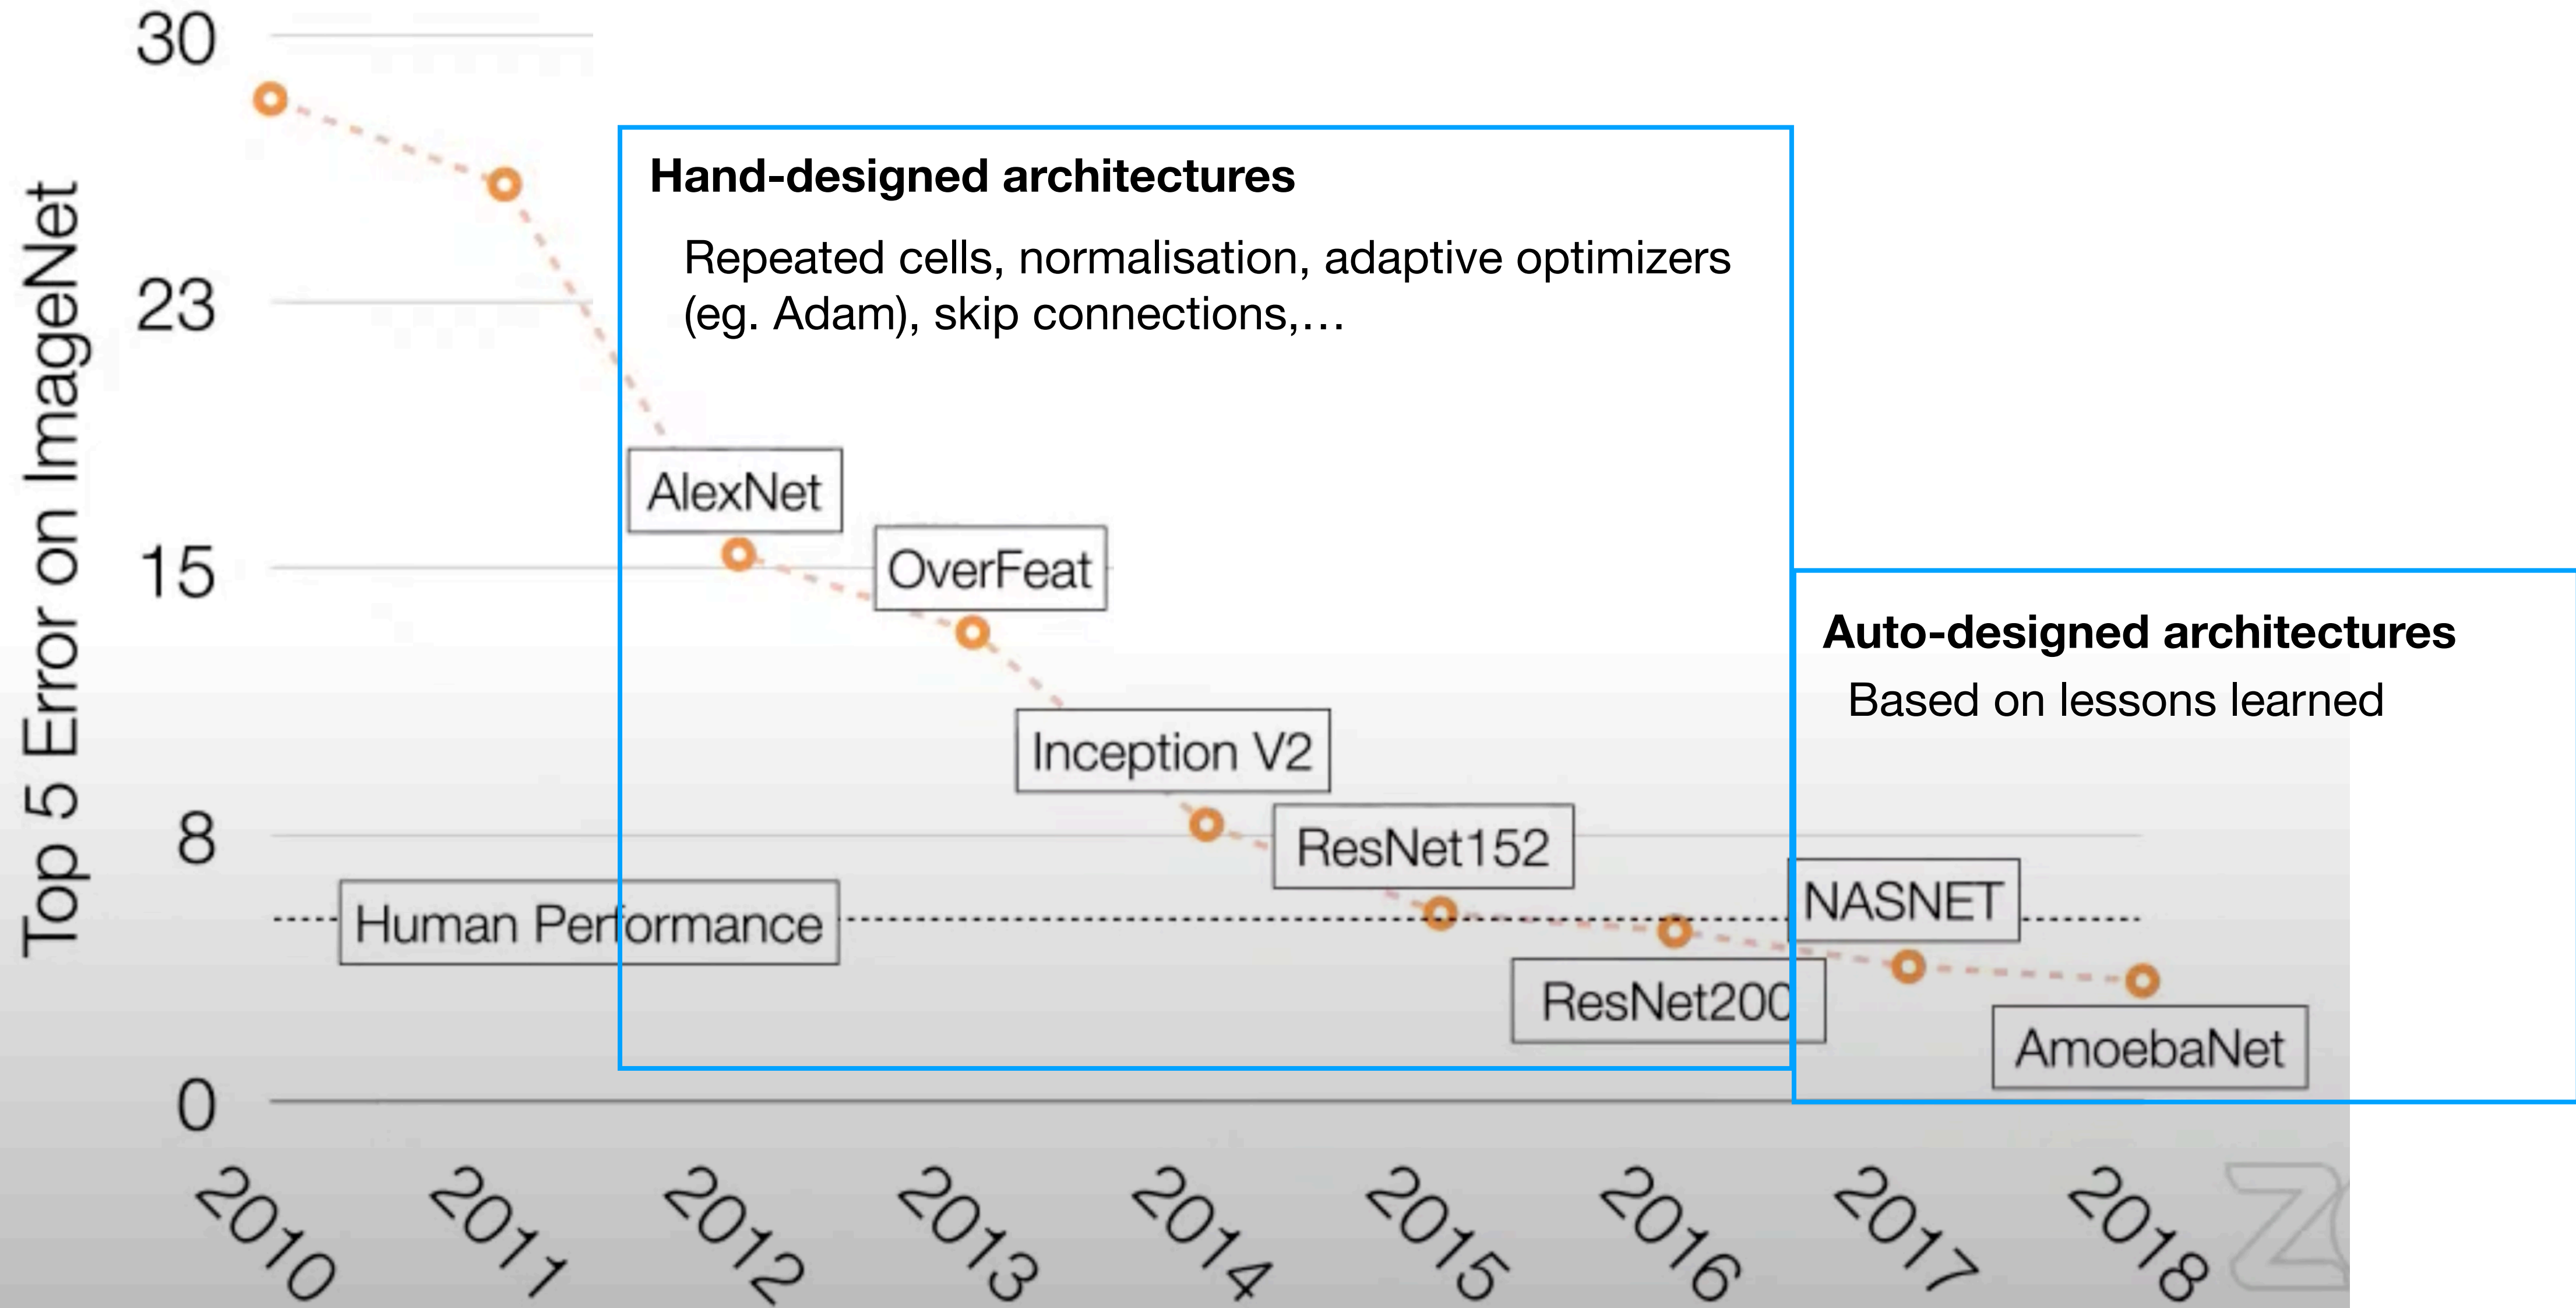 Top 5 Error on ImageNet
30
23
15
8
0
Hand-designed architectures
Repeated cells, normalisation, adaptive optimizers
(eg. Adam), skip connections,…
AlexNet
OverFeat
Inception V2
ResNet152
Human Performance
ResNet200
Auto-designed architectures
Based on lessons learned
NASNET
AmoebaNet
2010
2011
2012
2013
2014
2015
2016
2017
2018